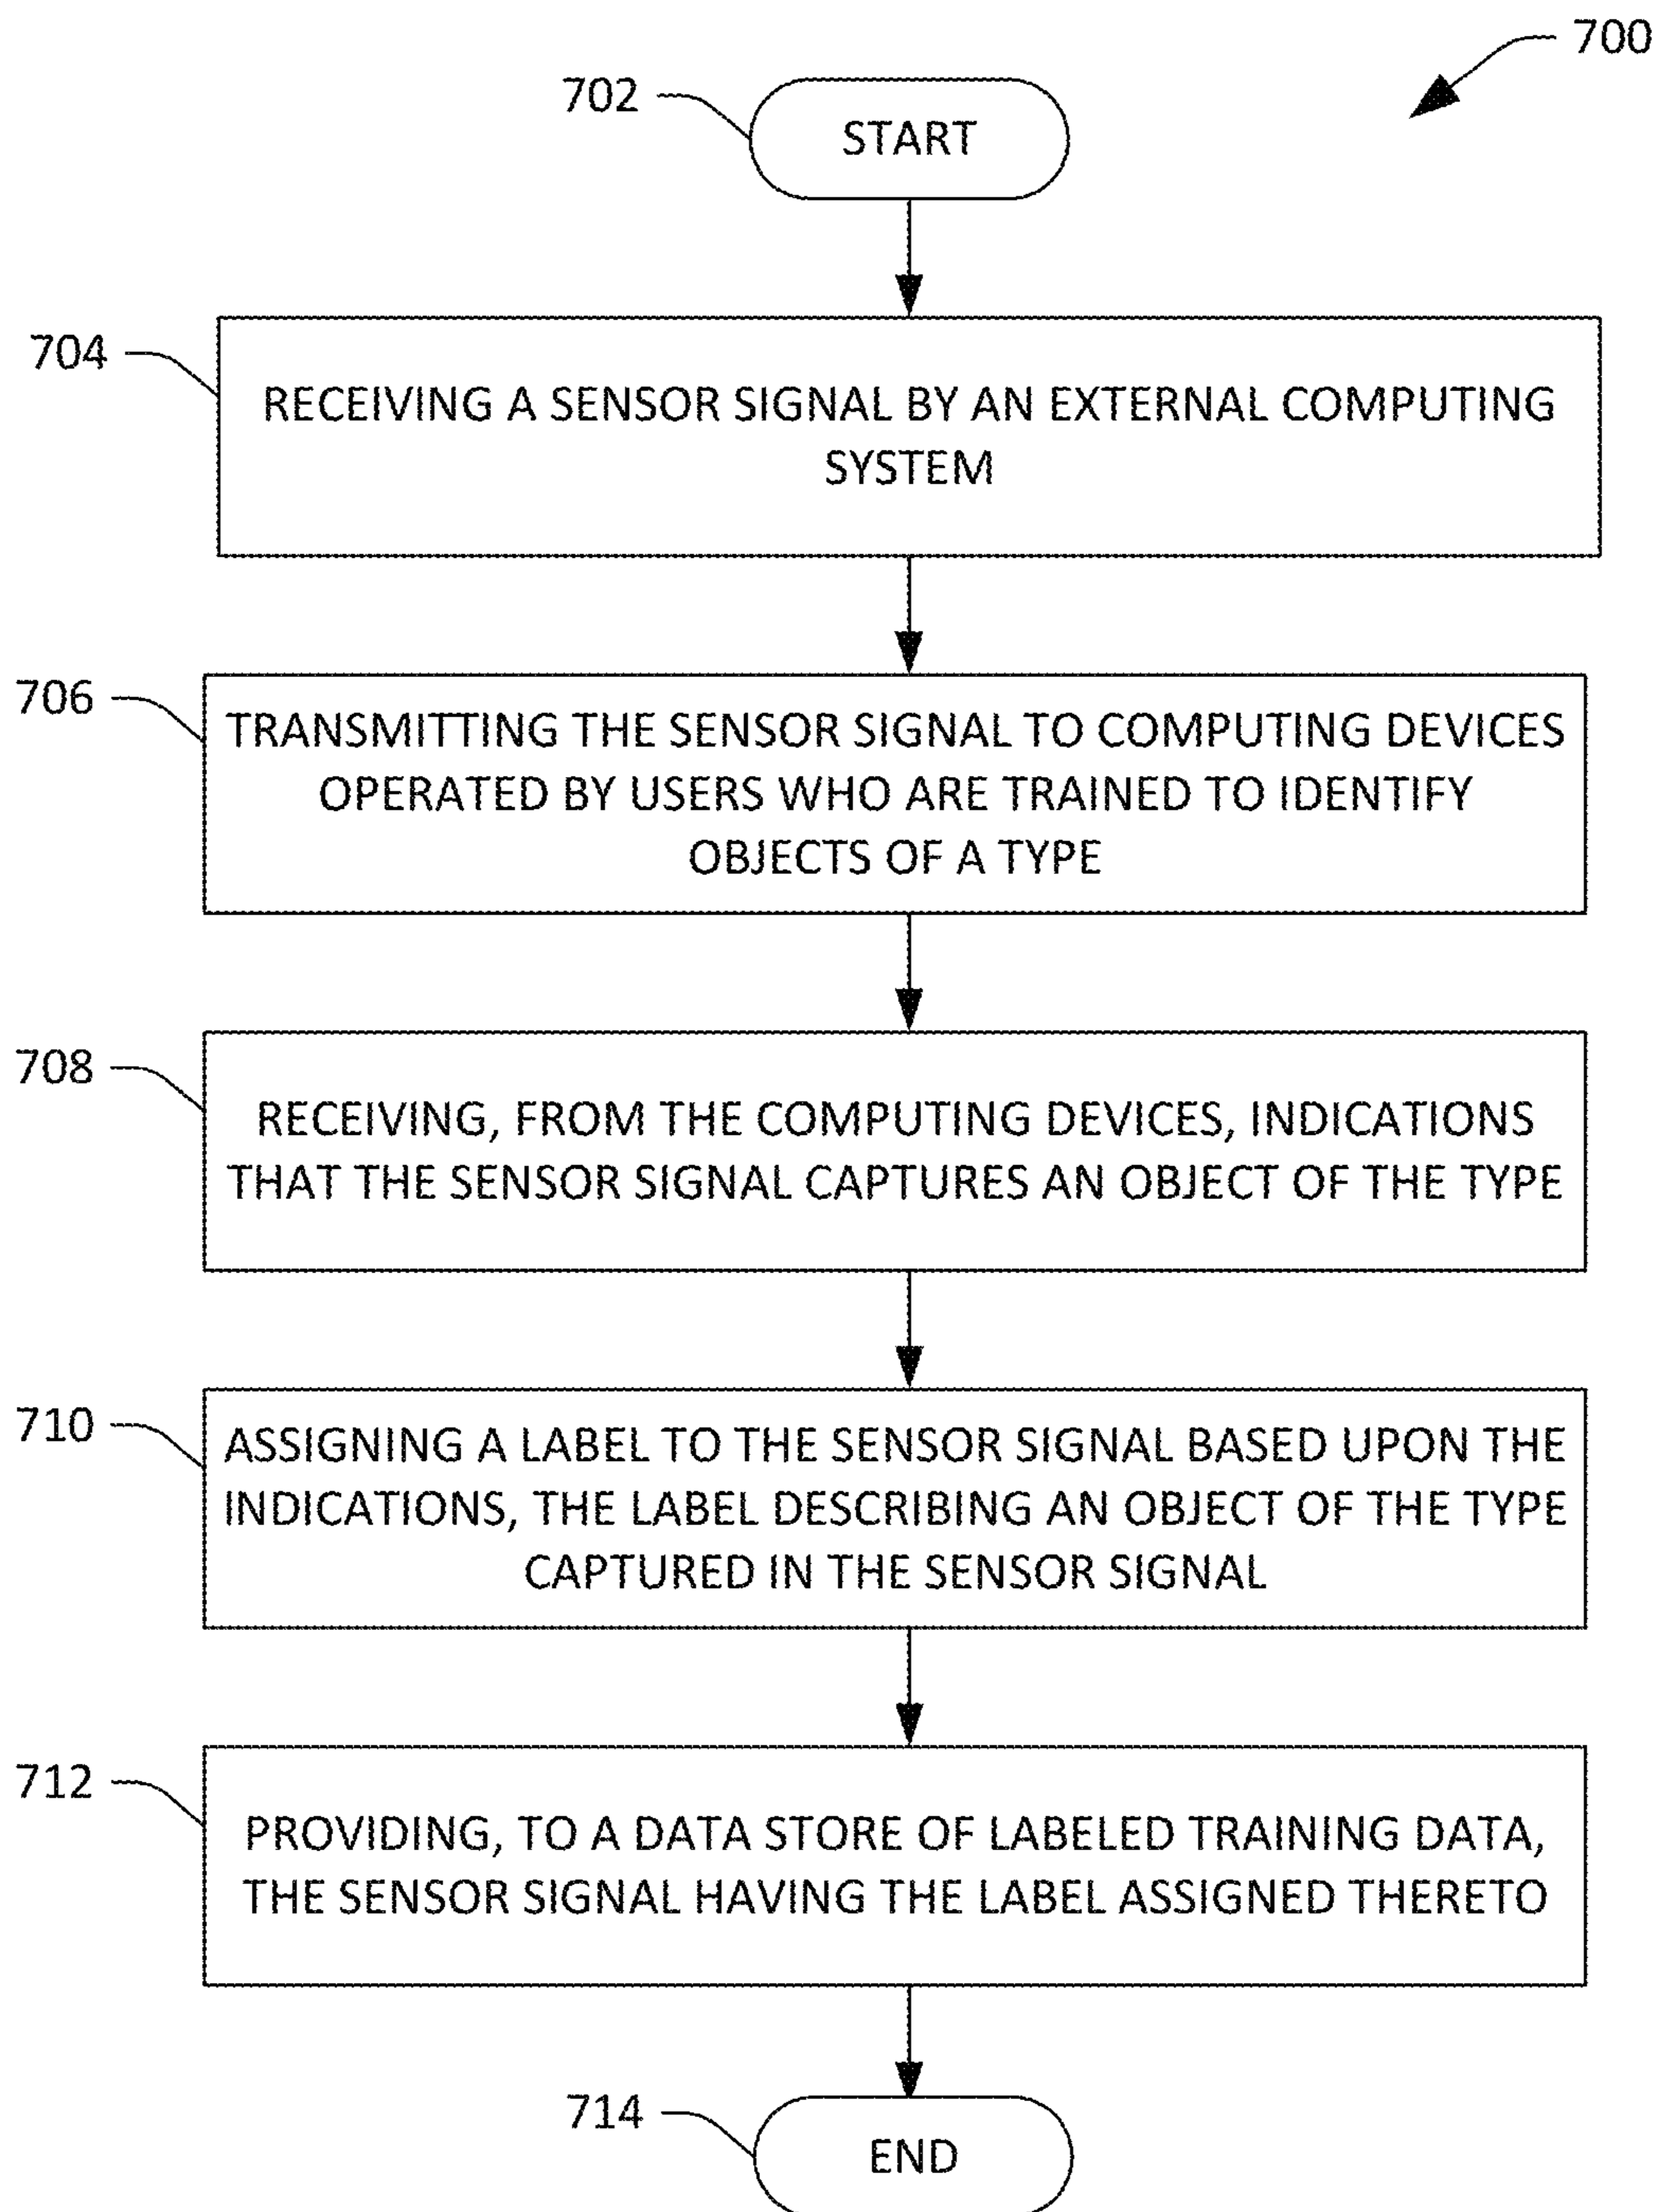 700
702
START
704
RECEIVING A SENSOR SIGNAL BY AN EXTERNAL COMPUTING
SYSTEM
706
TRANSMITTING THE SENSOR SIGNAL TO COMPUTING DEVICES
OPERATED BY USERS WHO ARE TRAINED TO IDENTIFY
OBJECTS OF A TYPE
708
RECEIVING, FROM THE COMPUTING DEVICES, INDICATIONS
THAT THE SENSOR SIGNAL CAPTURES AN OBJECT OF THE TYPE
710
ASSIGNING A LABEL TO THE SENSOR SIGNAL BASED UPON THE
INDICATIONS, THE LABEL DESCRIBING AN OBJECT OF THE TYPE
CAPTURED IN THE SENSOR SIGNAL
712
PROVIDING, TO A DATA STORE OF LABELED TRAINING DATA,
THE SENSOR SIGNAL HAVING THE LABEL ASSIGNED THERETO
714
END